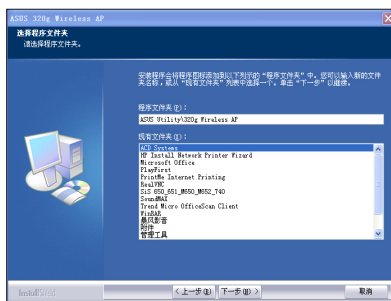 ASUS 320g Wireless AP
选择程序文件夹
请选择程序文件夹。
安装程序会将程序图标添加到以下列示的“程序文件夹”中。您可以输入新的文件
夹名称，或从“现有文件夹”列表中选择一个。单击“下一步”以继续。
程序文件夹(P)：
ASUS Utility\320g Wireless AP
现有文件夹(X)：
ACD Systems
HP Install Network Printer Wizard
Microsoft Office
PlayFirst
PrintMe Internet Printing
RealVNC
SiS 650_651_M650_M652_740
SoundMAX
Trend Micro OfficeScan Client
WinRAR
暴风影音
附件
管理工具
InstallShield
<上一步(B)
下一步(N)>
取消